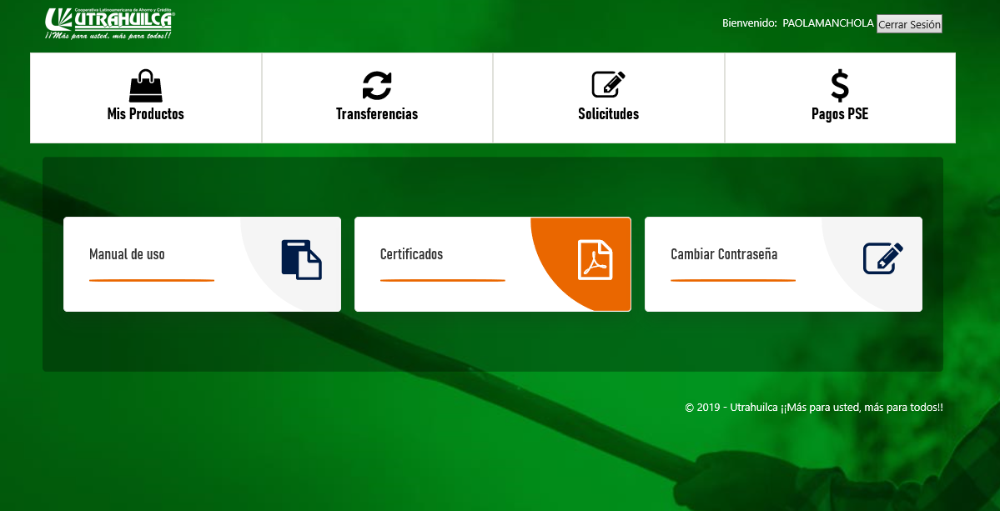 Cooperativa Latinoamericana de Ahorro y Crédito
UTRAHUILCA
¡¡Más para usted, más para todos!!
Bienvenido: PAOLAMANCHOLA Cerrar Sesión
Mis Productos
Transferencias
Solicitudes
Pagos PSE
Manual de uso
Certificados
Cambiar Contraseña
© 2019 - Utrahuilca ¡¡Más para usted, más para todos!!